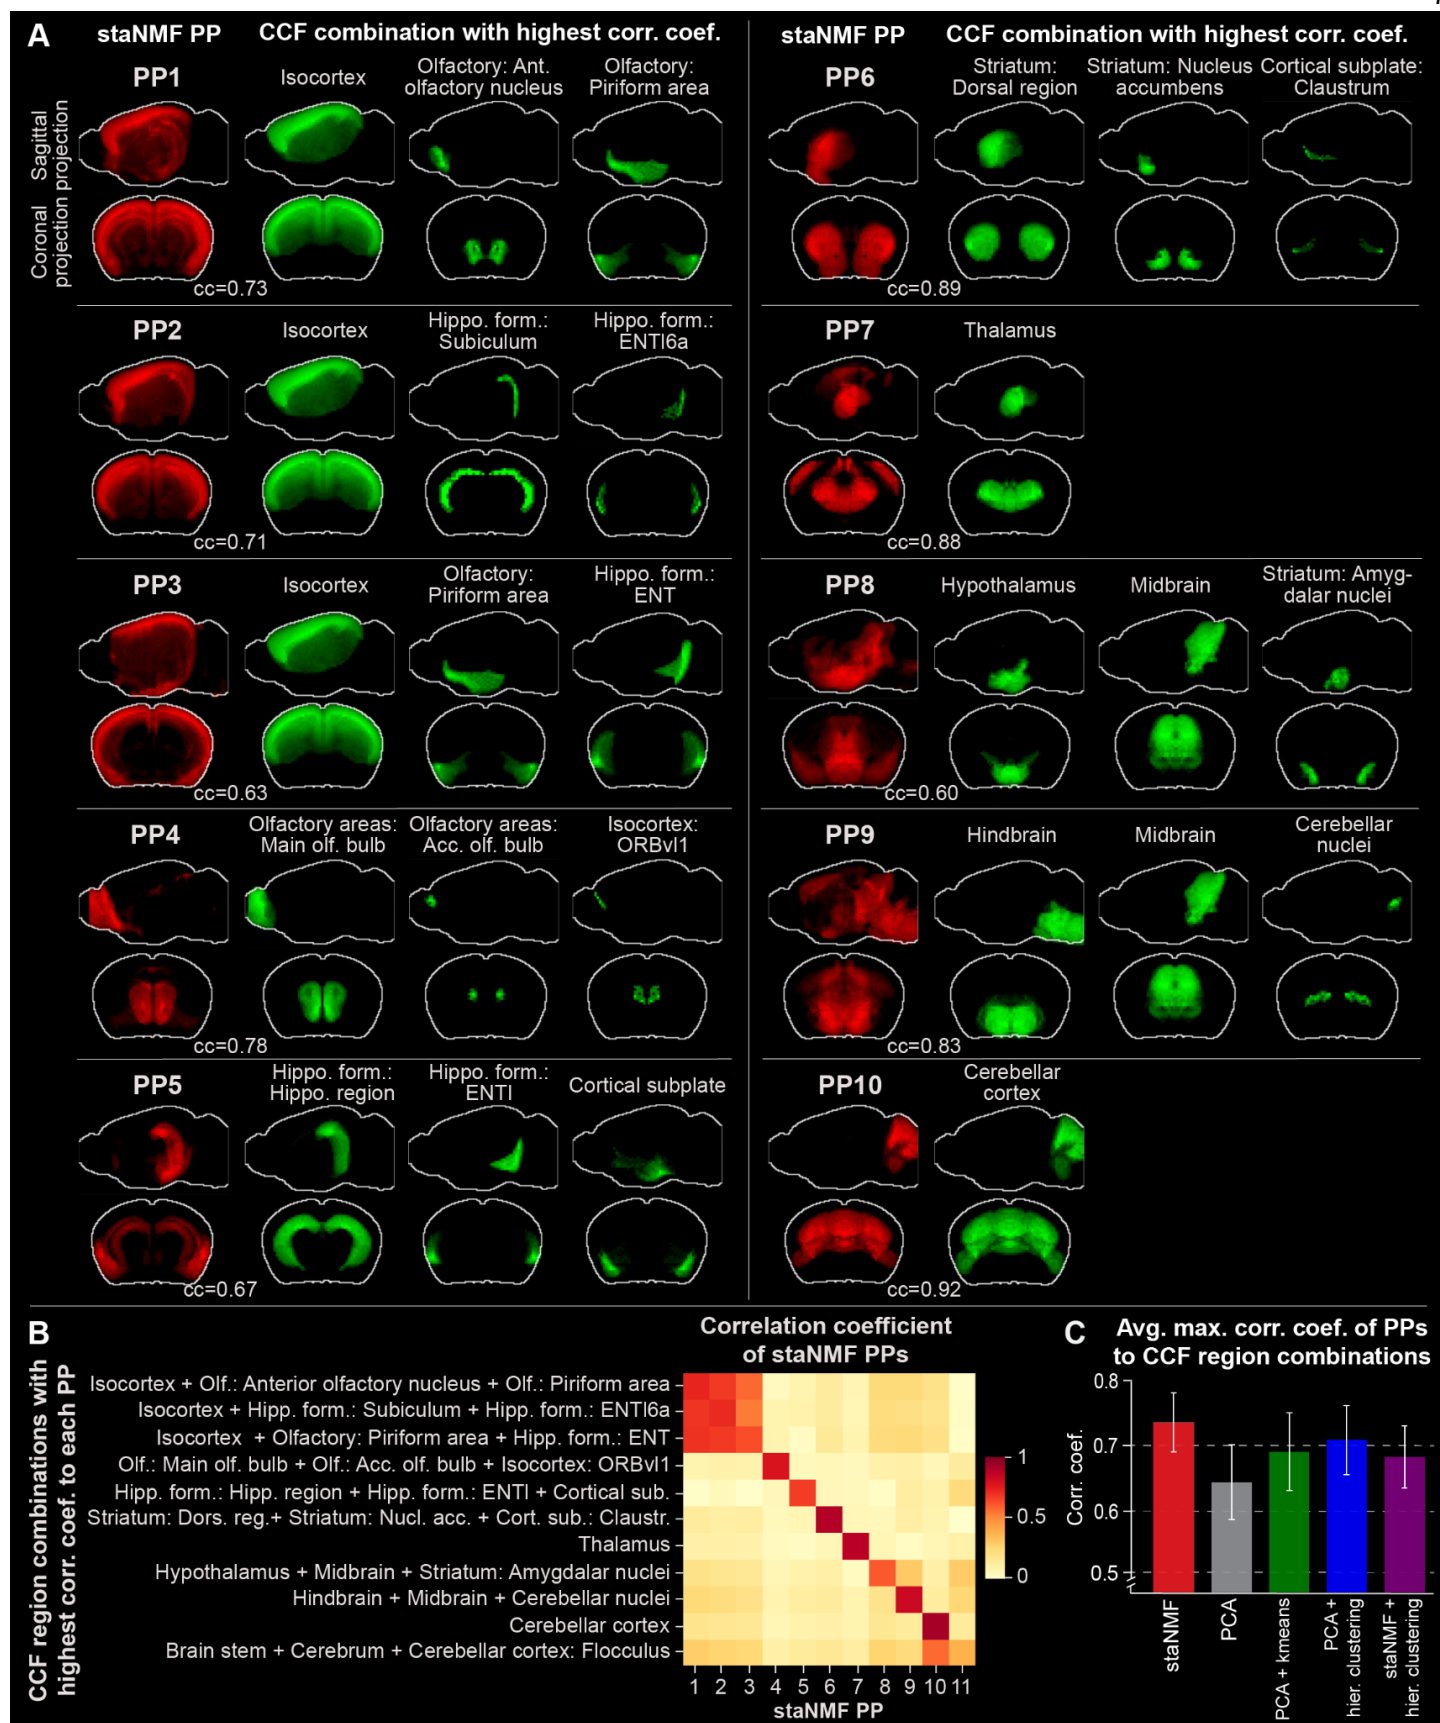 A
staNMF PP
CCF combination with highest corr. coef.
PP1
Isocortex
Olfactory: Ant.
olfactory nucleus
Olfactory:
Piriform area
Sagittal
projection
Coronal
projection
cc=0.73
PP2
Isocortex
Hippo. form.:
Subiculum
Hippo. form.:
ENTl6a
cc=0.71
PP3
Isocortex
Olfactory:
Piriform area
Hippo. form.:
ENT
cc=0.63
PP4
Olfactory areas:
Main olf. bulb
Olfactory areas:
Acc. olf. bulb
Isocortex:
ORBvl1
cc=0.78
PP5
Hippo. form.:
Hippo. region
Hippo. form.:
ENTl
Cortical subplate
cc=0.67
staNMF PP
CCF combination with highest corr. coef.
PP6
Striatum:
Dorsal region
Striatum: Nucleus
accumbens
Cortical subplate:
Claustrum
cc=0.89
PP7
Thalamus
cc=0.88
PP8
Hypothalamus
Midbrain
Striatum: Amyg-
dalar nuclei
cc=0.60
PP9
Hindbrain
Midbrain
Cerebellar
nuclei
cc=0.83
PP10
Cerebellar
cortex
cc=0.92
B
CCF region combinations with
highest corr. coef. to each PP
Correlation coefficient
of staNMF PPs
Isocortex + Olf.: Anterior olfactory nucleus + Olf.: Piriform area
Isocortex + Hipp. form.: Subiculum + Hipp. form.: ENTl6a
Isocortex + Olfactory: Piriform area + Hipp. form.: ENT
Olf.: Main olf. bulb + Olf.: Acc. olf. bulb + Isocortex: ORBvl1
Hipp. form.: Hipp. region + Hipp. form.: ENTl + Cortical sub.
Striatum: Dors. reg.+ Striatum: Nucl. acc. + Cort. sub.: Claustr.
Thalamus
Hypothalamus + Midbrain + Striatum: Amygdalar nuclei
Hindbrain + Midbrain + Cerebellar nuclei
Cerebellar cortex
Brain stem + Cerebrum + Cerebellar cortex: Flocculus
1 2 3 4 5 6 7 8 9 10 11
staNMF PP
1
0.5
0
C
Avg. max. corr. coef. of PPs
to CCF region combinations
Corr. coef.
0.8
0.7
0.6
0.5
staNMF
PCA
PCA + kmeans
PCA +
hier. clustering
staNMF +
hier. clustering